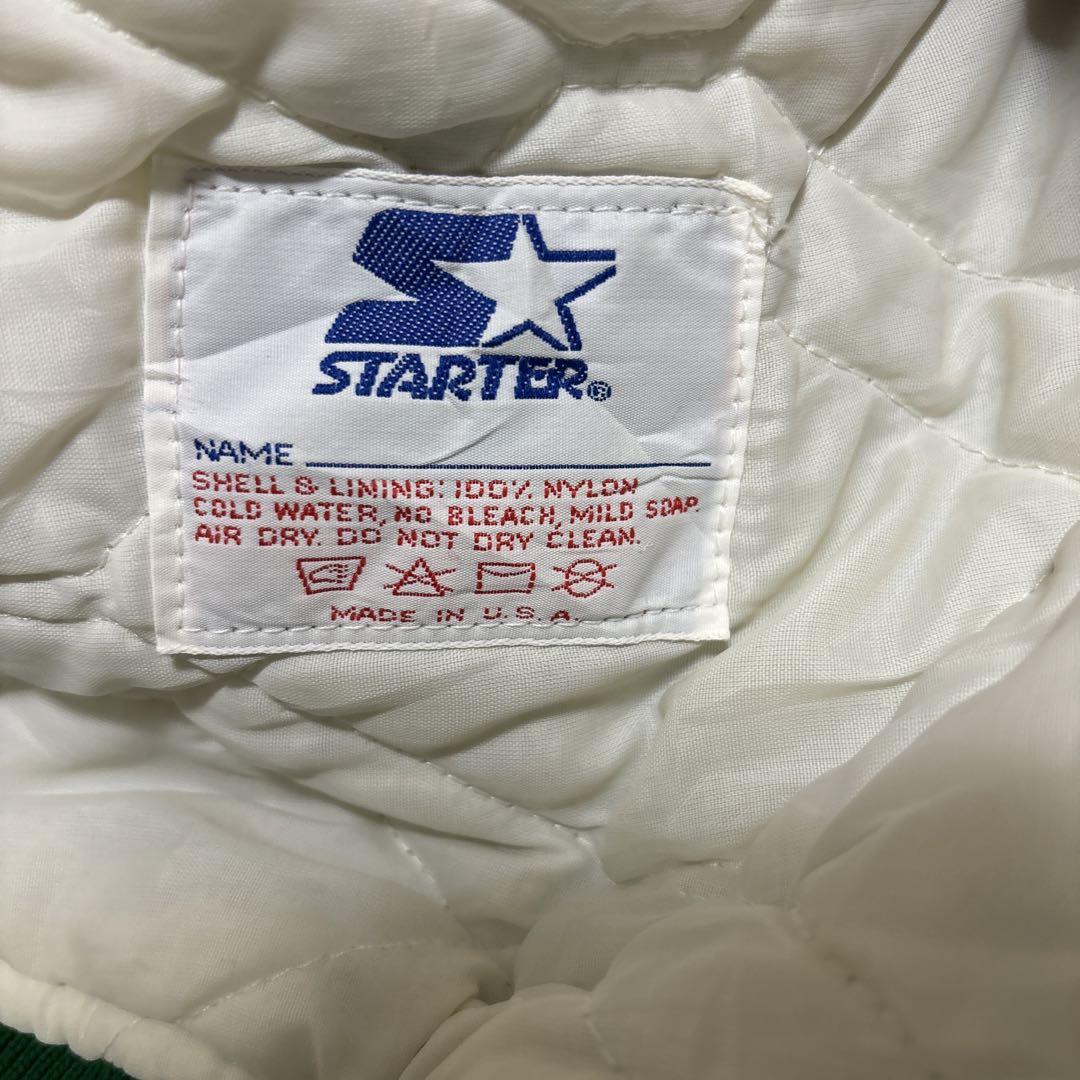 STARTER®
NAME
SHELL & LINING: 100% NYLON
COLD WATER, NO BLEACH, MILD SOAP.
AIR DRY. DO NOT DRY CLEAN.
MADE IN U.S.A.